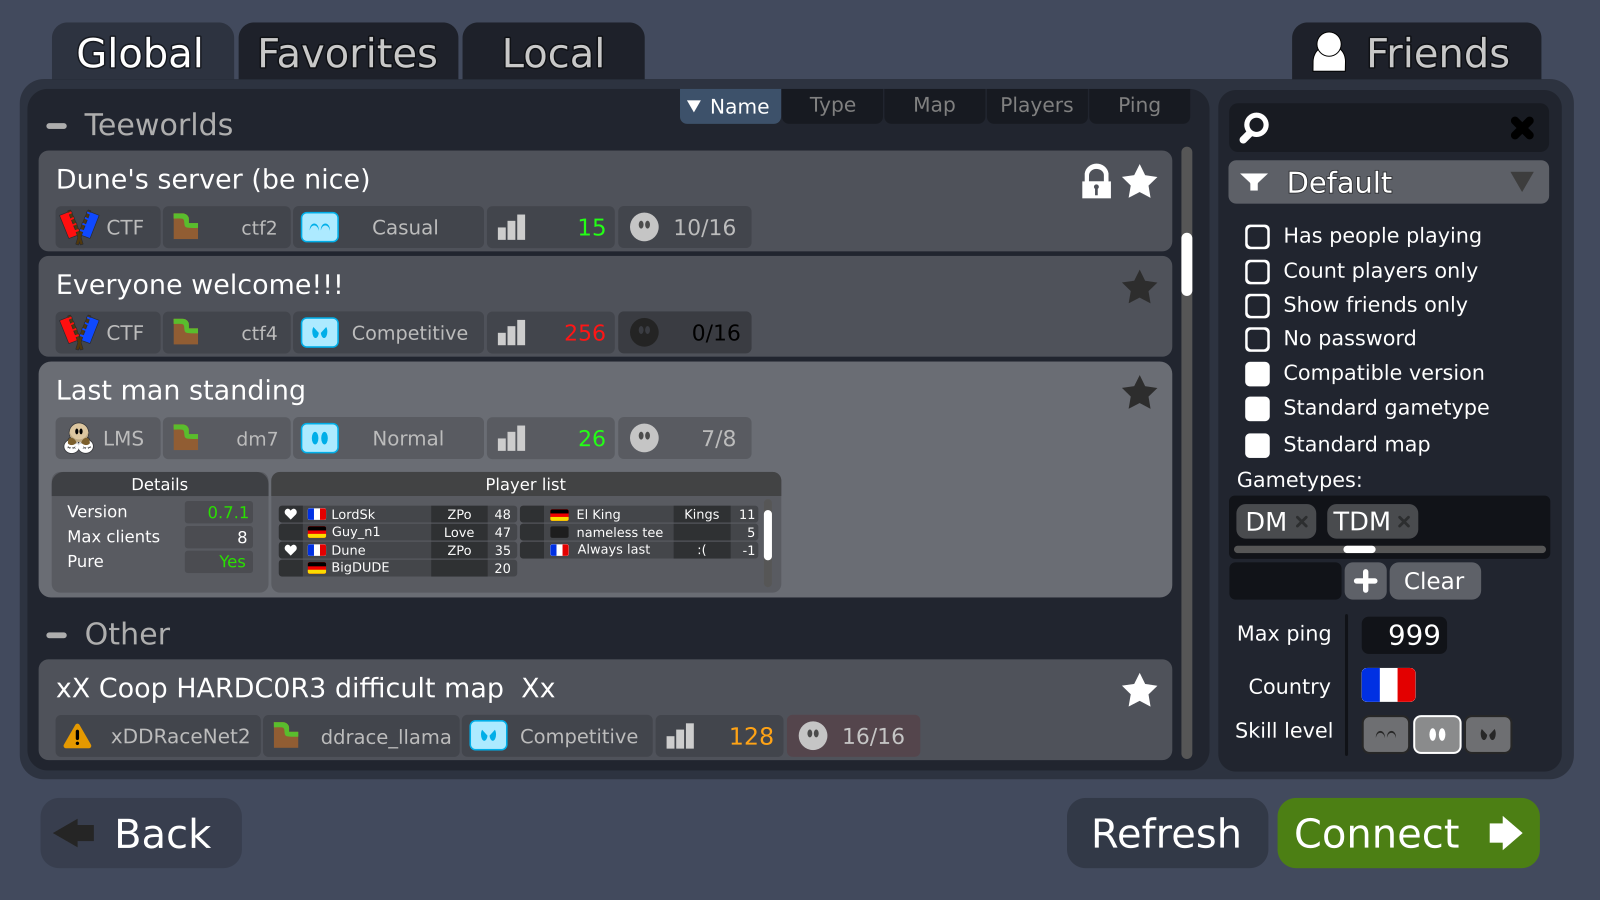 Global Favorites Local Friends
Name Type Map Players Ping
Teeworlds
Dune's server (be nice)
CTF ctf2 Casual 15 10/16
Everyone welcome!!!
CTF ctf4 Competitive 256 0/16
Last man standing
LMS dm7 Normal 26 7/8
Details
Version 0.7.1
Max clients 8
Pure Yes
Player list
LordSk ZPo 48
Guy_n1 Love 47
Dune ZPo 35
BigDUDE 20
El King Kings 11
nameless tee 5
Always last :( -1
Other
xX Coop HARDC0R3 difficult map  Xx
xDDRaceNet2 ddrace_llama Competitive 128 16/16
Default
Has people playing
Count players only
Show friends only
No password
Compatible version
Standard gametype
Standard map
Gametypes:
DM × TDM ×
Clear
Max ping 999
Country
Skill level
Back Refresh Connect